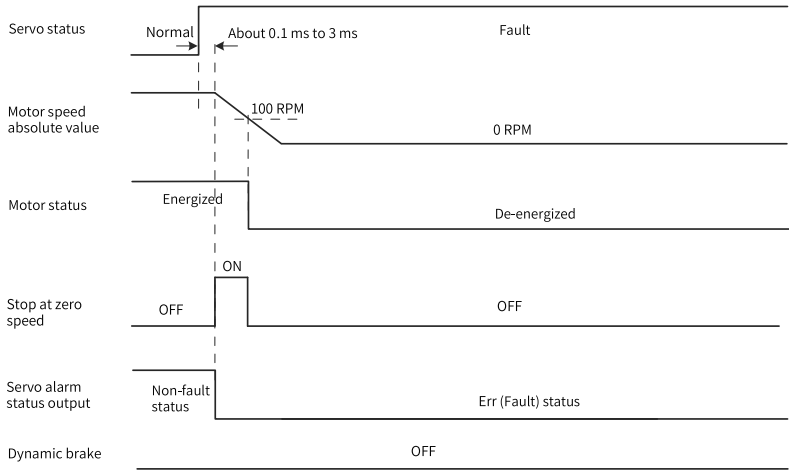 Servo status
Normal
About 0.1 ms to 3 ms
Fault
Motor speed
absolute value
100 RPM
0 RPM
Motor status
Energized
De-energized
Stop at zero
speed
OFF
ON
OFF
Servo alarm
status output
Non-fault
status
Err (Fault) status
Dynamic brake
OFF